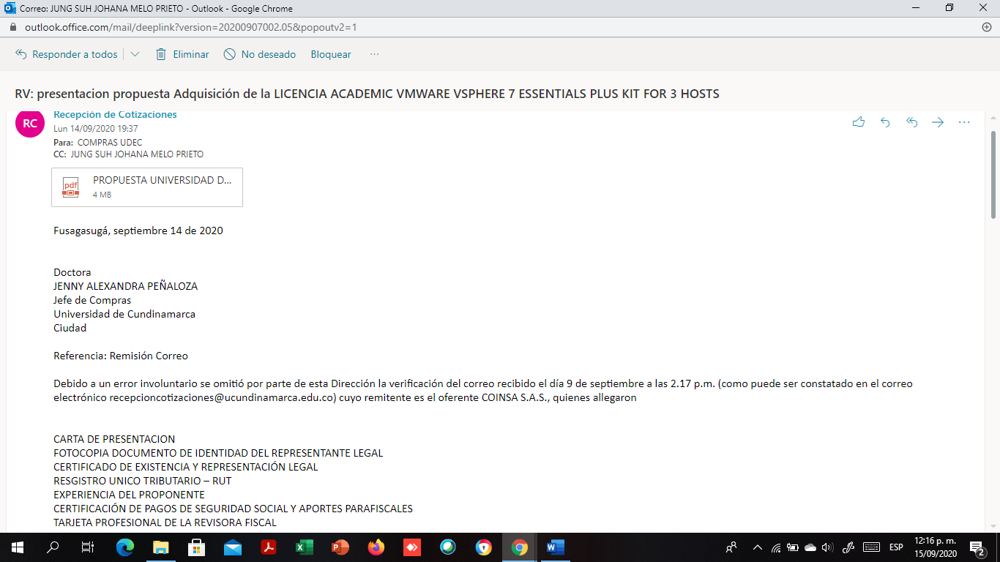 Correo: JUNG SUH JOHANA MELO PRIETO - Outlook - Google Chrome
outlook.office.com/mail/deeplink?version=20200907002.05&popoutv2=1
Responder a todos Eliminar No deseado Bloquear ...
RV: presentacion propuesta Adquisición de la LICENCIA ACADEMIC VMWARE VSPHERE 7 ESSENTIALS PLUS KIT FOR 3 HOSTS
RC
Recepción de Cotizaciones
Lun 14/09/2020 19:37
Para: COMPRAS UDEC
CC: JUNG SUH JOHANA MELO PRIETO
pdf
PROPUESTA UNIVERSIDAD D...
4 MB
Fusagasugá, septiembre 14 de 2020
Doctora
JENNY ALEXANDRA PEÑALOZA
Jefe de Compras
Universidad de Cundinamarca
Ciudad
Referencia: Remisión Correo
Debido a un error involuntario se omitió por parte de esta Dirección la verificación del correo recibido el día 9 de septiembre a las 2.17 p.m. (como puede ser constatado en el correo
electrónico recepcioncotizaciones@ucundinamarca.edu.co) cuyo remitente es el oferente COINSA S.A.S., quienes allegaron
CARTA DE PRESENTACION
FOTOCOPIA DOCUMENTO DE IDENTIDAD DEL REPRESENTANTE LEGAL
CERTIFICADO DE EXISTENCIA Y REPRESENTACIÓN LEGAL
RESGISTRO UNICO TRIBUTARIO – RUT
EXPERIENCIA DEL PROPONENTE
CERTIFICACIÓN DE PAGOS DE SEGURIDAD SOCIAL Y APORTES PARAFISCALES
TARJETA PROFESIONAL DE LA REVISORA FISCAL
ESP
12:16 p. m.
15/09/2020
2